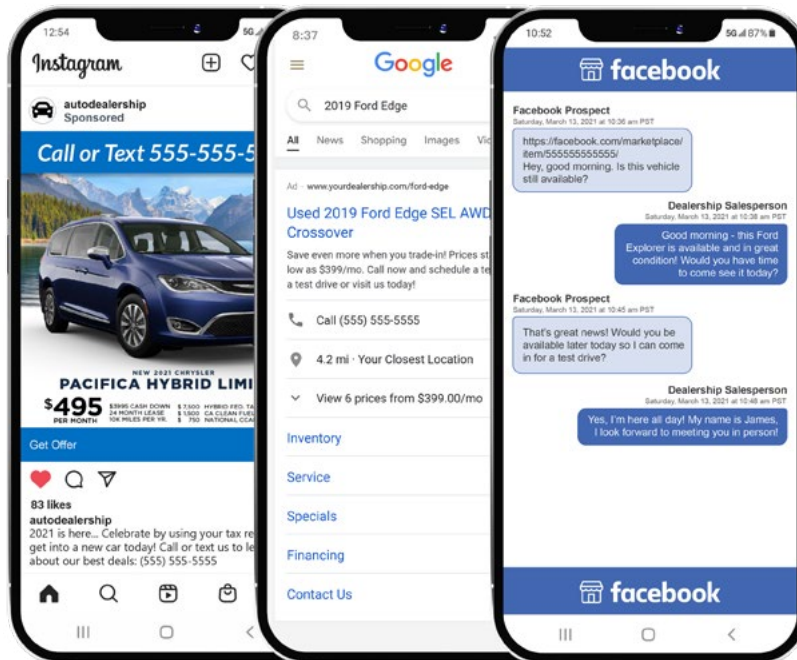 12:54
5G
Instagram
autodealership
Sponsored
Call or Text 555-555-5
NEW 2021 CHRYSLER
PACIFICA HYBRID LIMI
$495
PER MONTH
$3995 CASH DOWN
24 MONTH LEASE
10K MILES PER YR.
$7,500 HYBRID FED. TA
$1,500 CA CLEAN FUEL
$750 NATIONAL CCA
Get Offer
83 likes
autodealership
2021 is here... Celebrate by using your tax re
get into a new car today! Call or text us to le
about our best deals: (555) 555-5555
8:37
Google
2019 Ford Edge
All News Shopping Images Vid
Ad · www.yourdealership.com/ford-edge
Used 2019 Ford Edge SEL AWD
Crossover
Save even more when you trade-in! Prices st
low as $399/mo. Call now and schedule a te
a test drive or visit us today!
Call (555) 555-5555
4.2 mi · Your Closest Location
View 6 prices from $399.00/mo
Inventory
Service
Specials
Financing
Contact Us
10:52
5G 87%
facebook
Facebook Prospect
Saturday, March 13, 2021 at 10:36 am PST
https://facebook.com/marketplace/
item/555555555555/
Hey, good morning. Is this vehicle
still available?
Dealership Salesperson
Saturday, March 13, 2021 at 10:38 am PST
Good morning - this Ford
Explorer is available and in great
condition! Would you have time
to come see it today?
Facebook Prospect
Saturday, March 13, 2021 at 10:45 am PST
That's great news! Would you be
available later today so I can come
in for a test drive?
Dealership Salesperson
Saturday, March 13, 2021 at 10:48 am PST
Yes, I'm here all day! My name is James,
I look forward to meeting you in person!
facebook